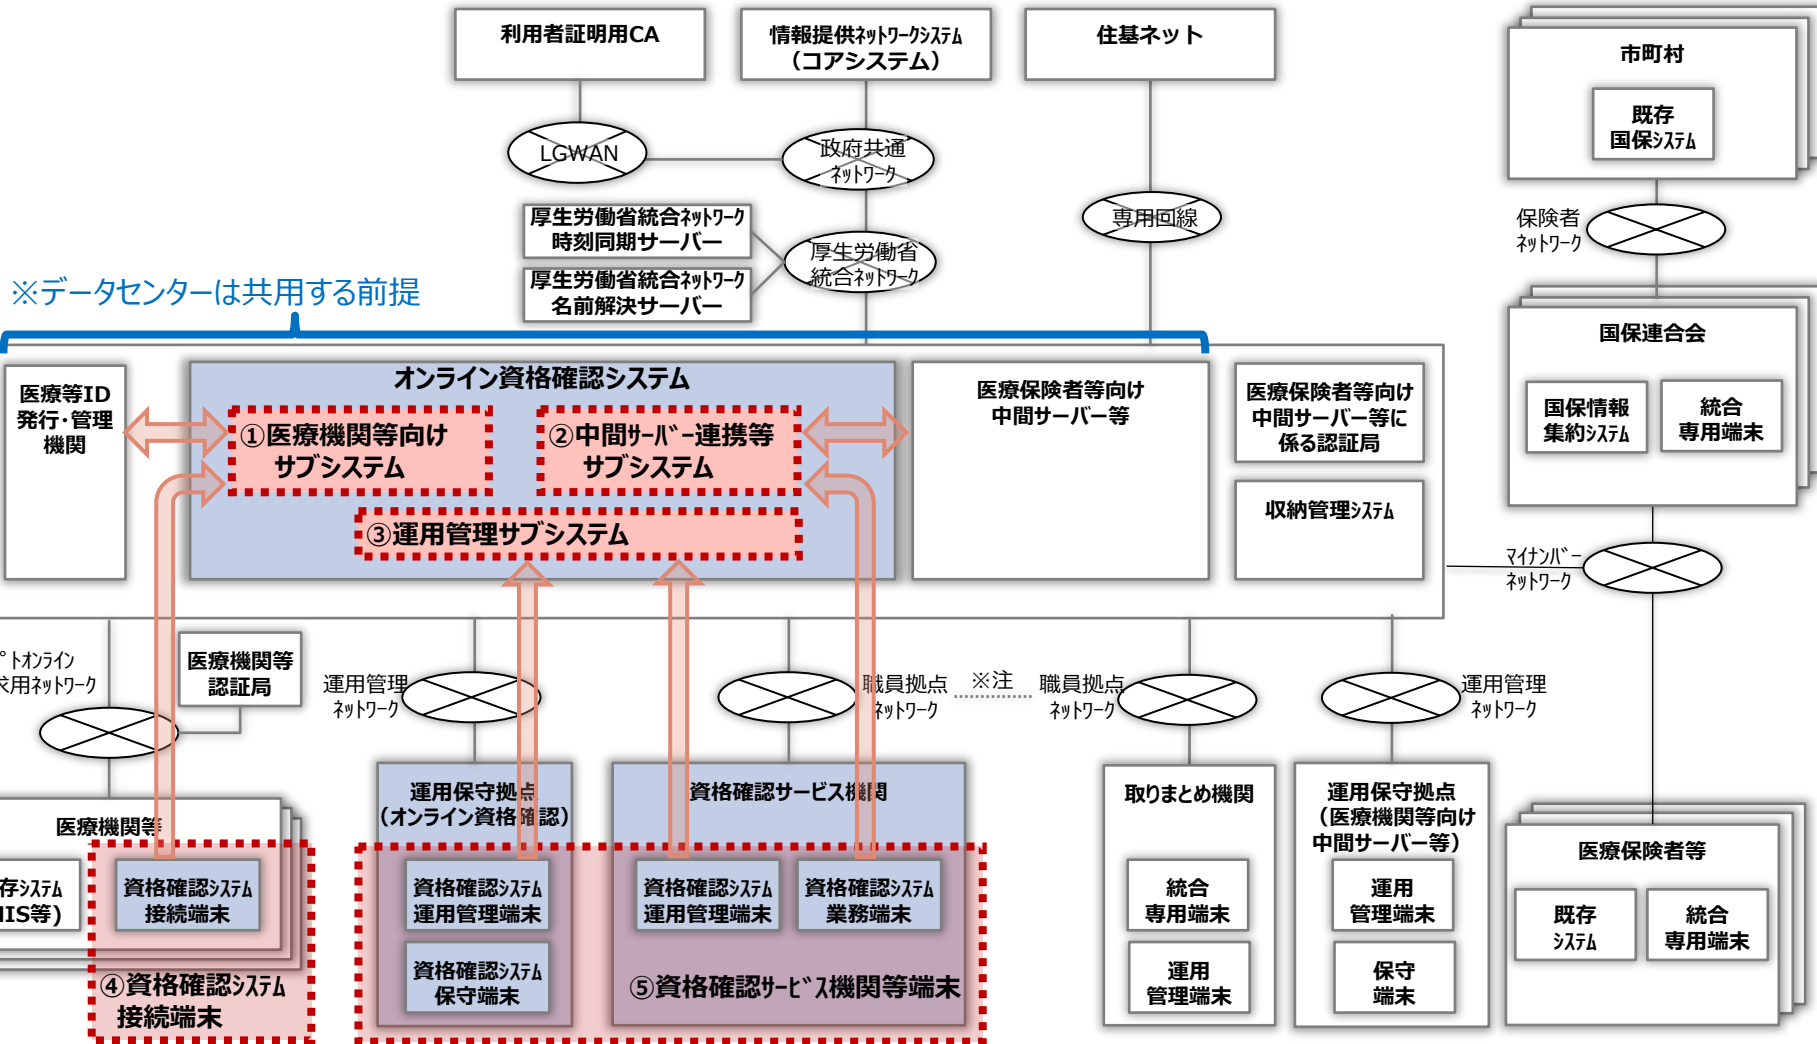 利用者証明用CA
情報提供ﾈｯﾄﾜｰｸｼｽﾃﾑ
（コアシステム）
住基ネット
市町村
既存
国保ｼｽﾃﾑ
LGWAN
政府共通
ﾈｯﾄﾜｰｸ
専用回線
保険者
ﾈｯﾄﾜｰｸ
厚生労働省統合ﾈｯﾄﾜｰｸ
時刻同期サーバー
厚生労働省
統合ﾈｯﾄﾜｰｸ
厚生労働省統合ﾈｯﾄﾜｰｸ
名前解決サーバー
※データセンターは共用する前提
国保連合会
国保情報
集約ｼｽﾃﾑ
統合
専用端末
医療等ID
発行・管理
機関
オンライン資格確認システム
①医療機関等向け
サブシステム
②中間ｻｰﾊﾞｰ連携等
サブシステム
③運用管理サブシステム
医療保険者等向け
中間サーバー等
医療保険者等向け
中間サーバー等に
係る認証局
収納管理ｼｽﾃﾑ
ﾏｲﾅﾝﾊﾞｰ
ﾈｯﾄﾜｰｸ
ﾟﾄｵﾝﾗｲﾝ
求用ﾈｯﾄﾜｰｸ
医療機関等
認証局
運用管理
ﾈｯﾄﾜｰｸ
職員拠点
ﾈｯﾄﾜｰｸ
※注
職員拠点
ﾈｯﾄﾜｰｸ
運用管理
ﾈｯﾄﾜｰｸ
医療機関等
存ｼｽﾃﾑ
HIS等)
資格確認ｼｽﾃﾑ
接続端末
④資格確認ｼｽﾃﾑ
接続端末
運用保守拠点
（オンライン資格確認）
資格確認ｼｽﾃﾑ
運用管理端末
資格確認ｼｽﾃﾑ
保守端末
資格確認サービス機関
資格確認ｼｽﾃﾑ
運用管理端末
資格確認ｼｽﾃﾑ
業務端末
⑤資格確認ｻｰﾋﾞｽ機関等端末
取りまとめ機関
統合
専用端末
運用
管理端末
運用保守拠点
（医療機関等向け
中間サーバー等）
運用
管理端末
保守
端末
医療保険者等
既存
ｼｽﾃﾑ
統合
専用端末